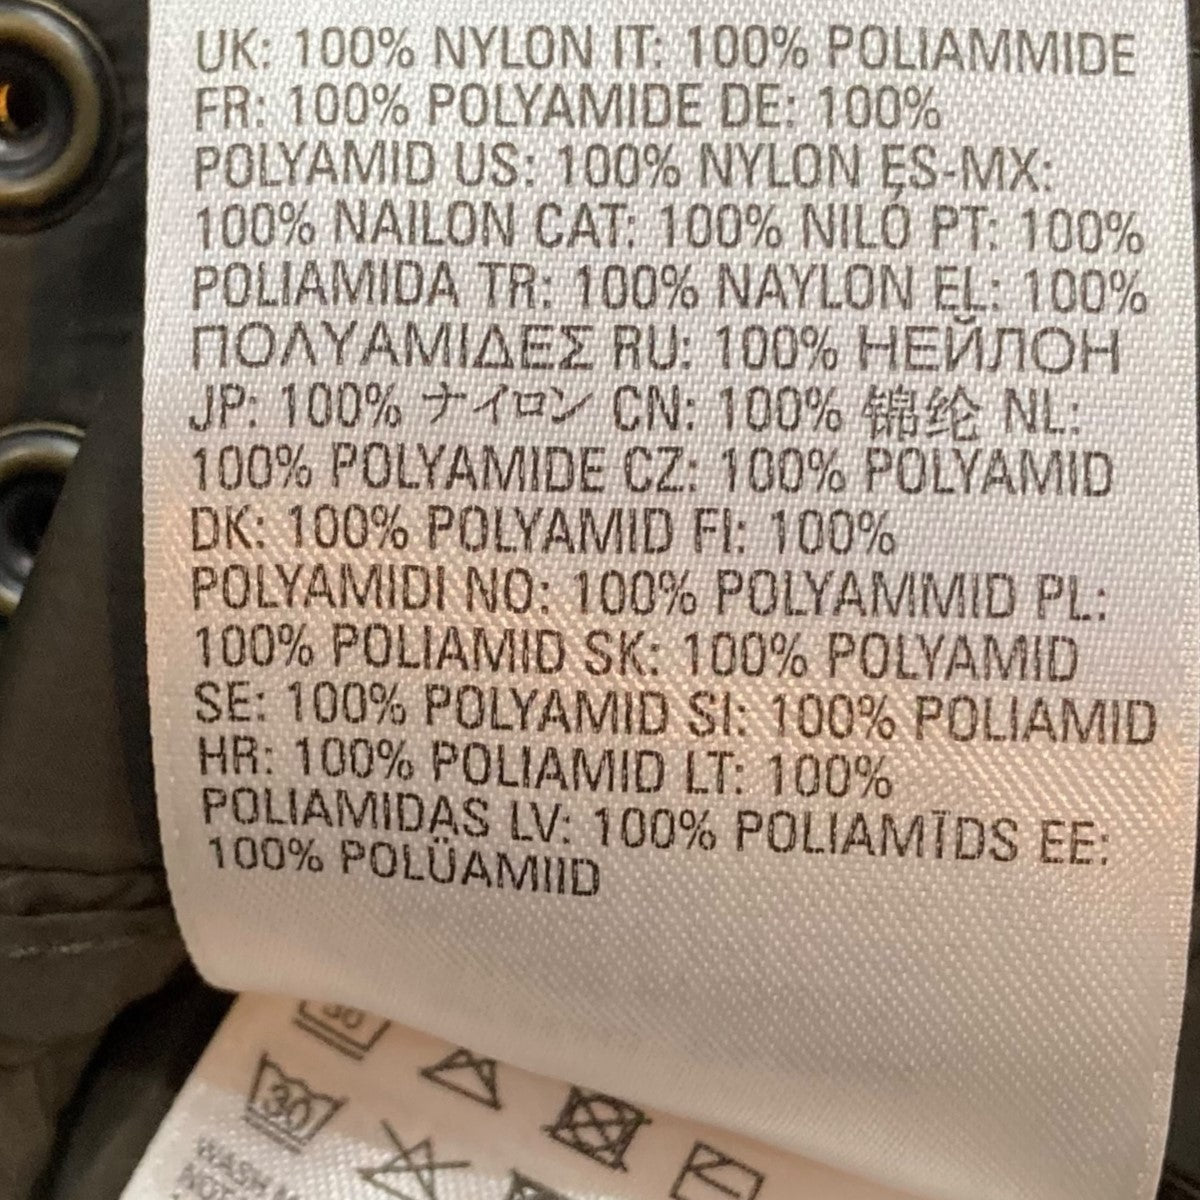 UK: 100% NYLON IT: 100% POLIAMMIDE
FR: 100% POLYAMIDE DE: 100%
POLYAMID US: 100% NYLON ES-MX:
100% NAILON CAT: 100% NILÓ PT: 100%
POLIAMIDA TR: 100% NAYLON EL: 100%
ΠΟΛΥΑΜΙΔΕΣ RU: 100% НЕЙЛОН
JP: 100% ナイロン CN: 100% 锦纶 NL:
100% POLYAMIDE CZ: 100% POLYAMID
DK: 100% POLYAMID FI: 100%
POLYAMIDI NO: 100% POLYAMMID PL:
100% POLIAMID SK: 100% POLYAMID
SE: 100% POLYAMID SI: 100% POLIAMID
HR: 100% POLIAMID LT: 100%
POLIAMIDAS LV: 100% POLIAMĪDS EE:
100% POLÜAMIID
30
30
WASH
NOT